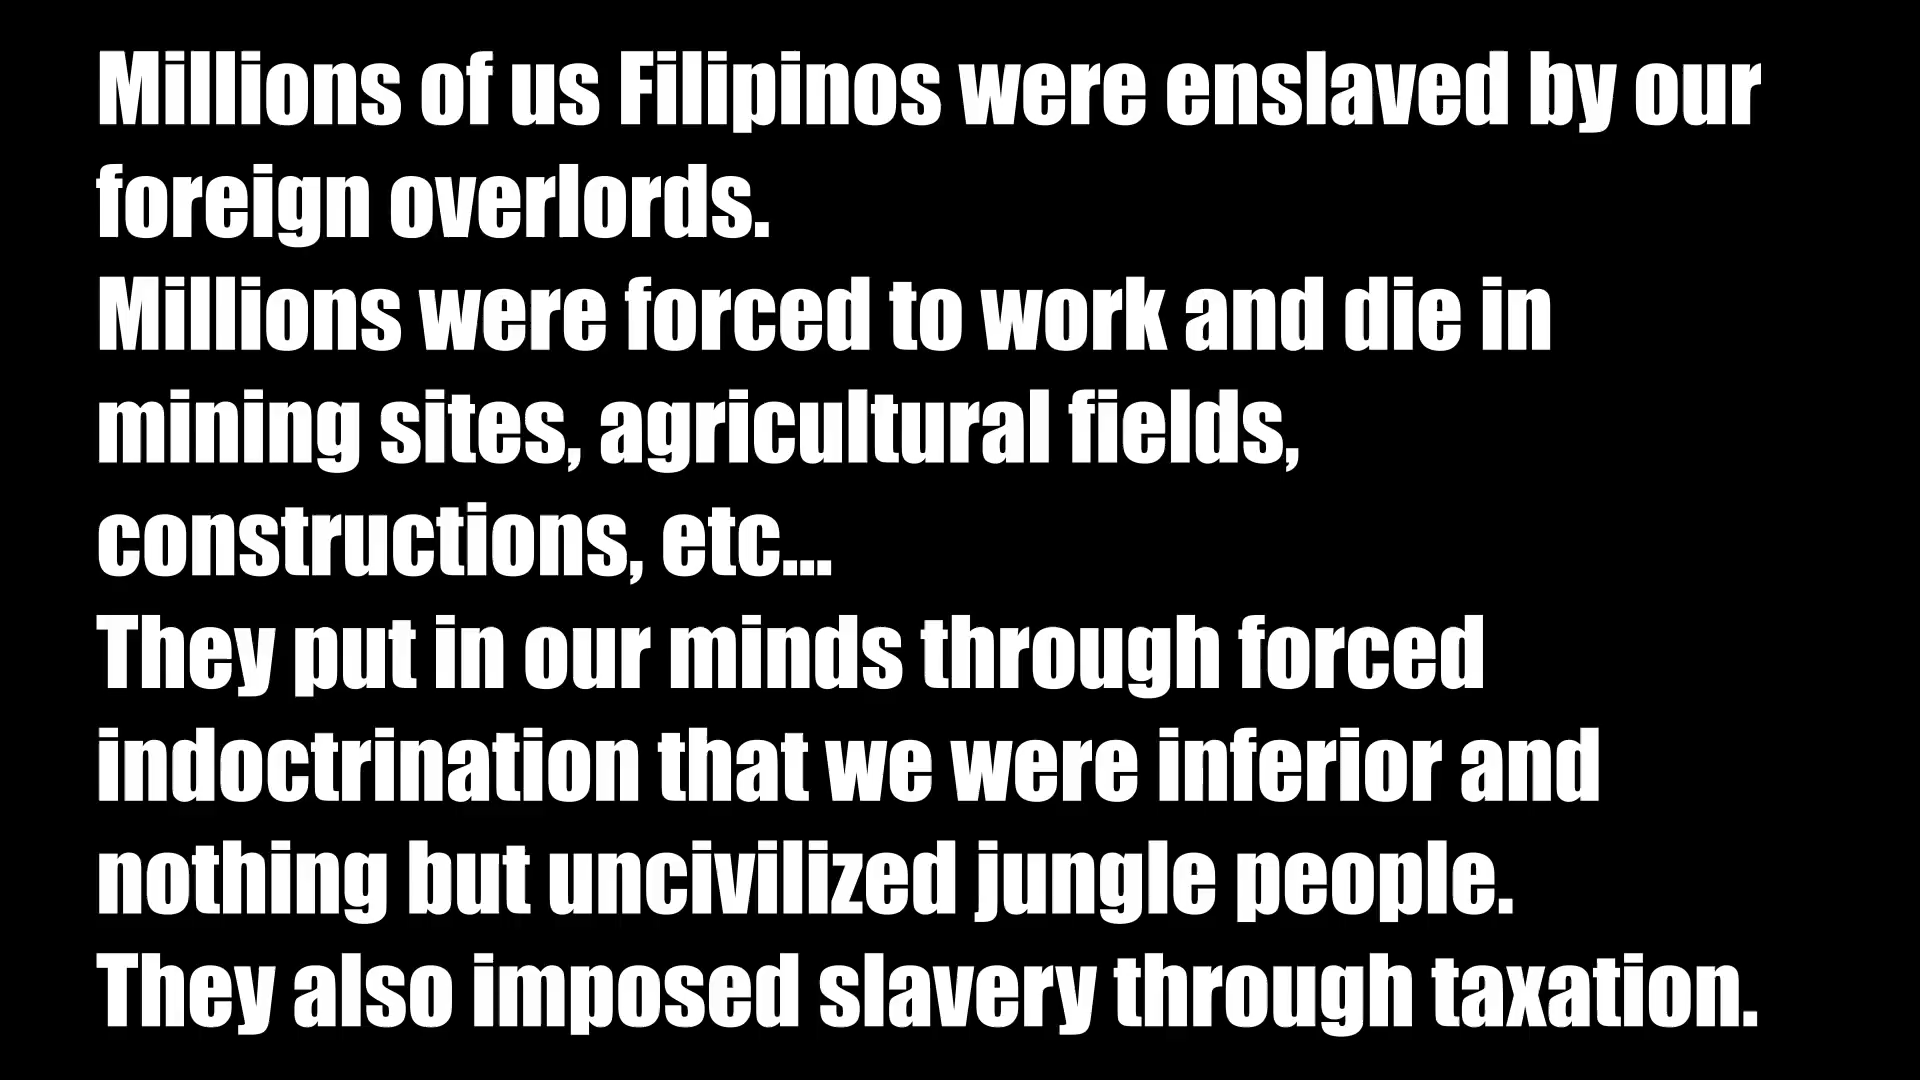 Millions of us Filipinos were enslaved by our
foreign overlords.
Millions were forced to work and die in
mining sites, agricultural fields,
constructions, etc...
They put in our minds through forced
indoctrination that we were inferior and
nothing but uncivilized jungle people.
They also imposed slavery through taxation.